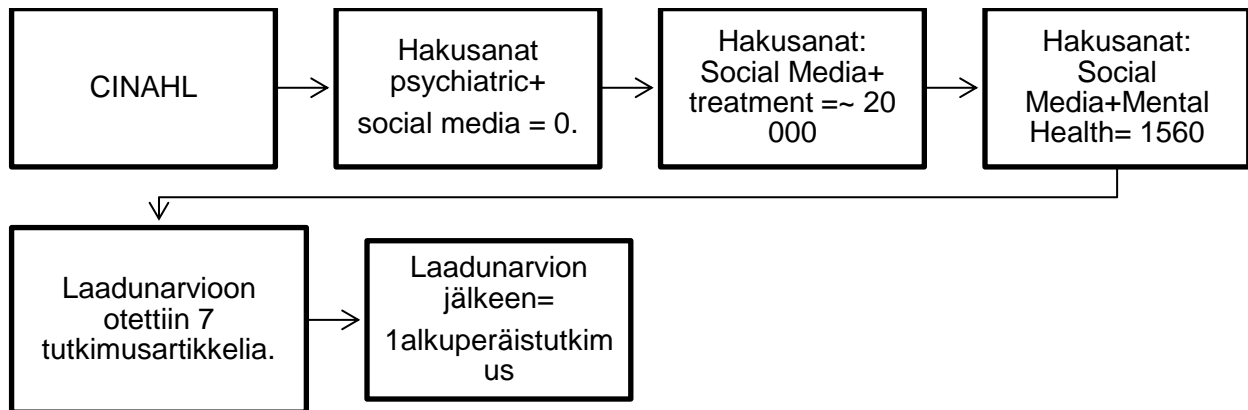 CINAHL
Hakusanat
psychiatric+
social media = 0.
Hakusanat:
Social Media+
treatment =~ 20
000
Hakusanat:
Social
Media+Mental
Health= 1560
Laadunarvioon
otettiin 7
tutkimusartikkelia.
Laadunarvion
jälkeen=
1alkuperäistutkim
us